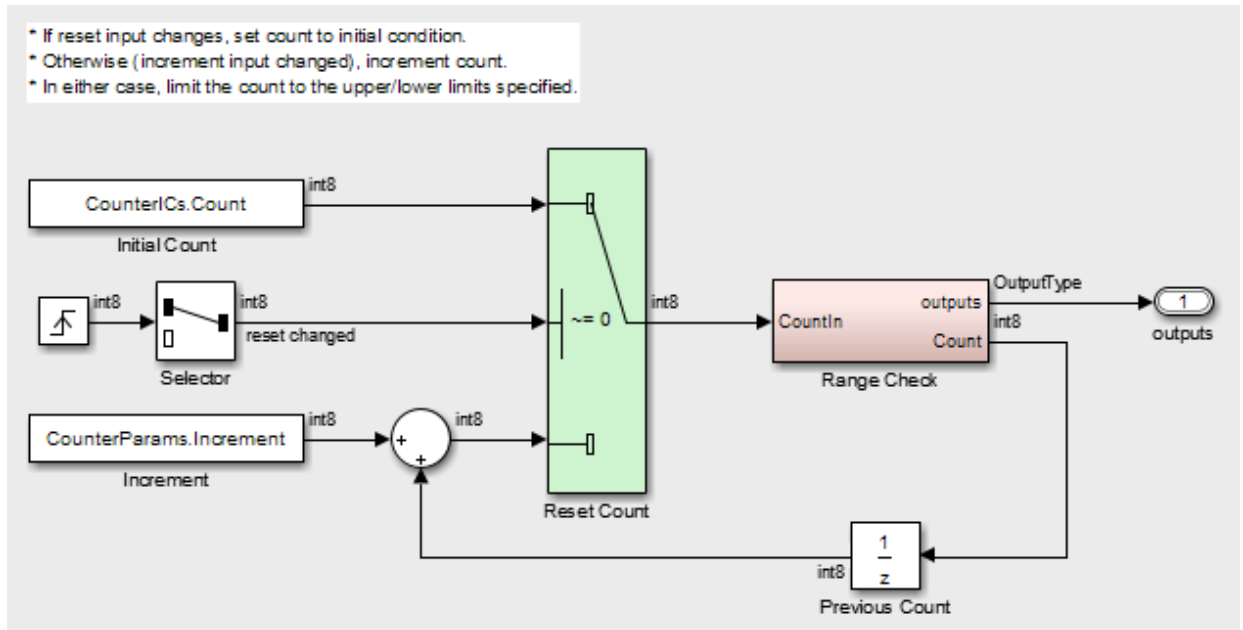 * If reset input changes, set count to initial condition.
* Otherwise (increment input changed), increment count.
* In either case, limit the count to the upper/lower limits specified.
CounterICs.Count
int8
Initial Count
int8
int8
reset changed
Selector
CounterParams.Increment
int8
Increment
+
+
int8
~= 0
Reset Count
int8
CountIn
outputs
Count
Range Check
OutputType
int8
1
outputs
1
z
int8
Previous Count